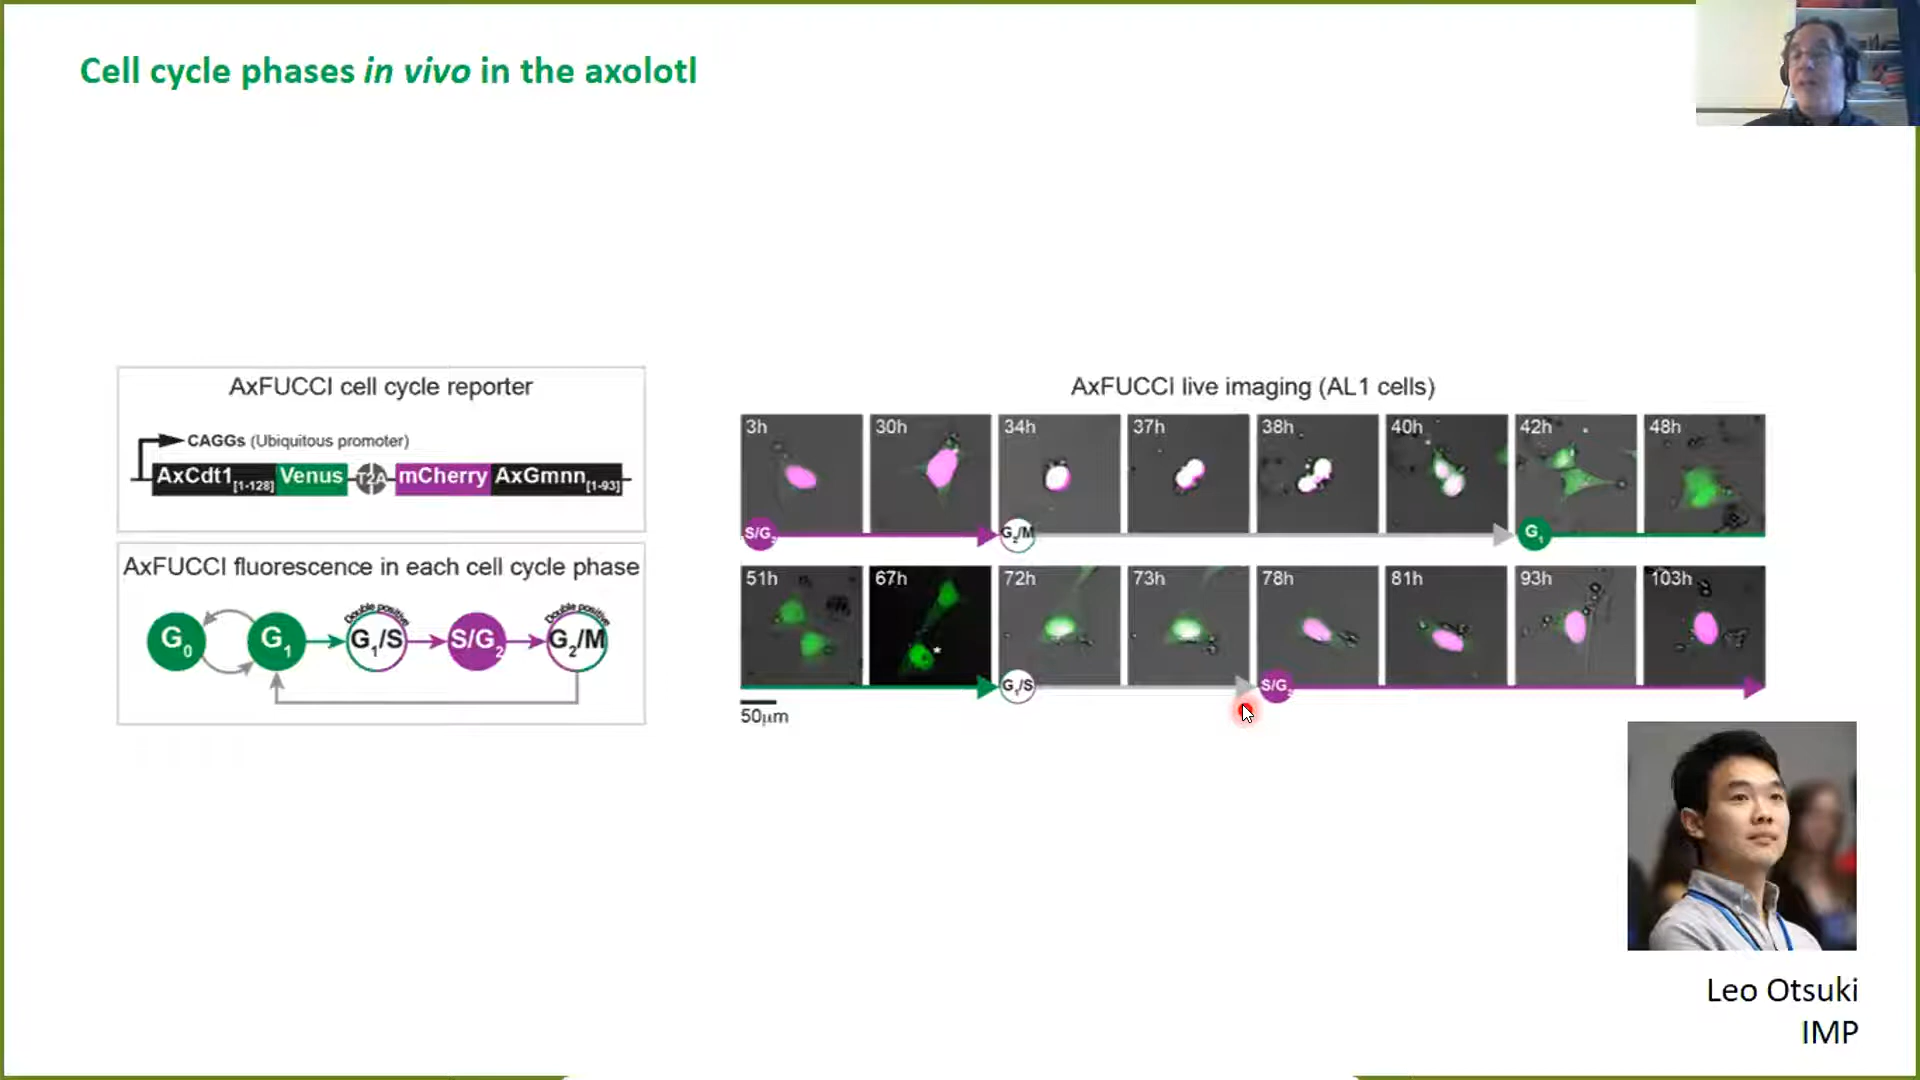 Cell cycle phases in vivo in the axolotl
AxFUCCI cell cycle reporter
CAGGs (Ubiquitous promoter)
AxCdt1[1-128] Venus T2A mCherry AxGmnn[1-93]
AxFUCCI fluorescence in each cell cycle phase
Double positive Double positive
G0 G1 G1/S S/G2 G2/M
AxFUCCI live imaging (AL1 cells)
3h 30h 34h 37h 38h 40h 42h 48h
S/G2 G2/M G1
51h 67h 72h 73h 78h 81h 93h 103h
*
G1/S S/G2
50μm
Leo Otsuki
IMP